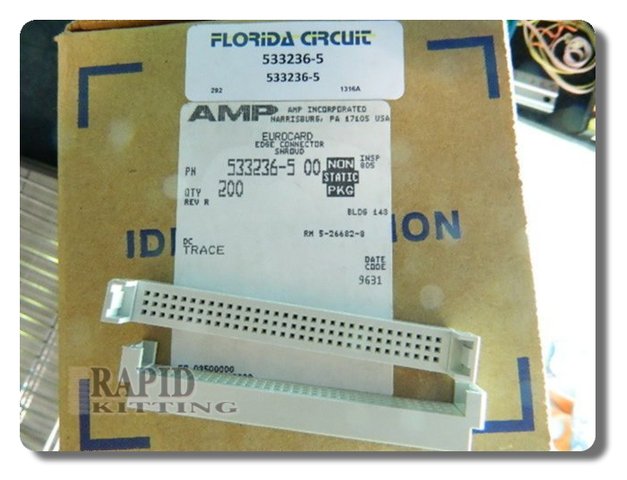 FLORIDA CIRCUIT
533236-5
533236-5
292 1316A
AMP AMP INCORPORATED
HARRISBURG, PA 17105 USA
EUROCARD
EDGE CONNECTOR
SHROUD
PN 533236-5 00 NON STATIC PKG INSP 805
QTY 200
REV R
BLDG 143
RM 5-26682-8
DC
TRACE
DATE
CODE
9631
ID ION
RAPID
KITTING